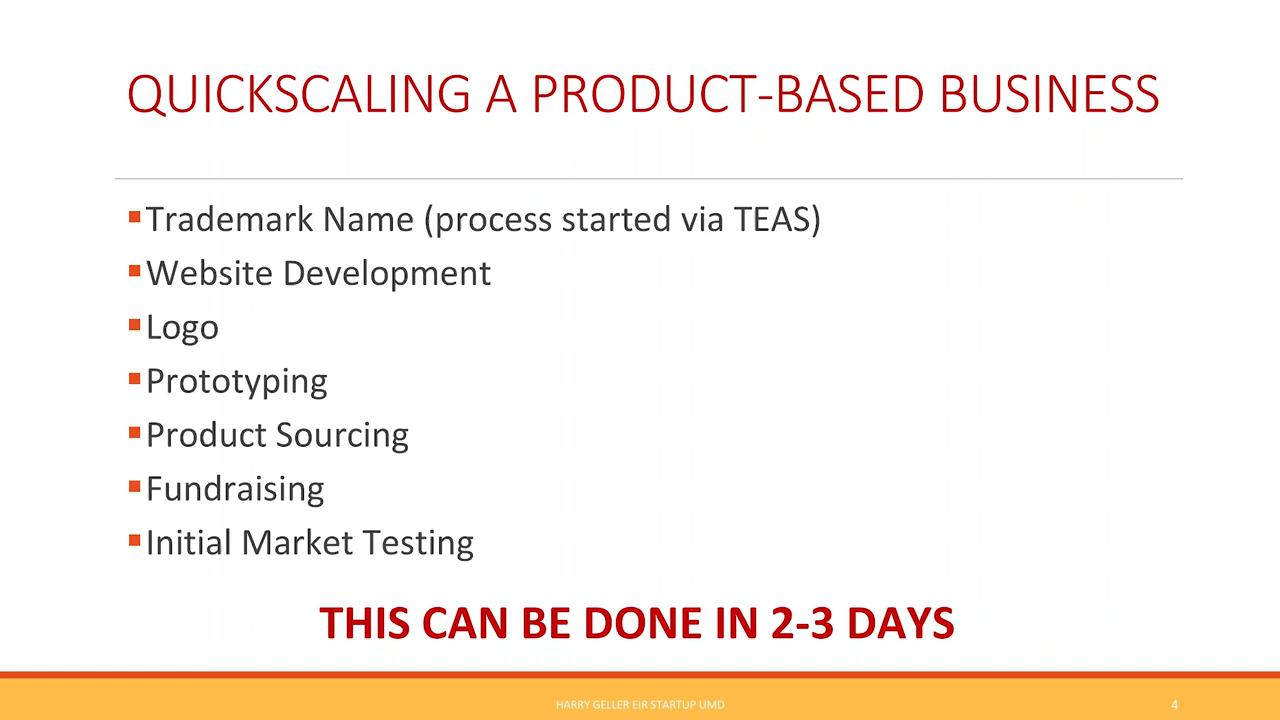 QUICKSCALING A PRODUCT-BASED BUSINESS
▪Trademark Name (process started via TEAS)
▪Website Development
▪Logo
▪Prototyping
▪Product Sourcing
▪Fundraising
▪Initial Market Testing
THIS CAN BE DONE IN 2-3 DAYS
HARRY GELLER EIR STARTUP UMD
4